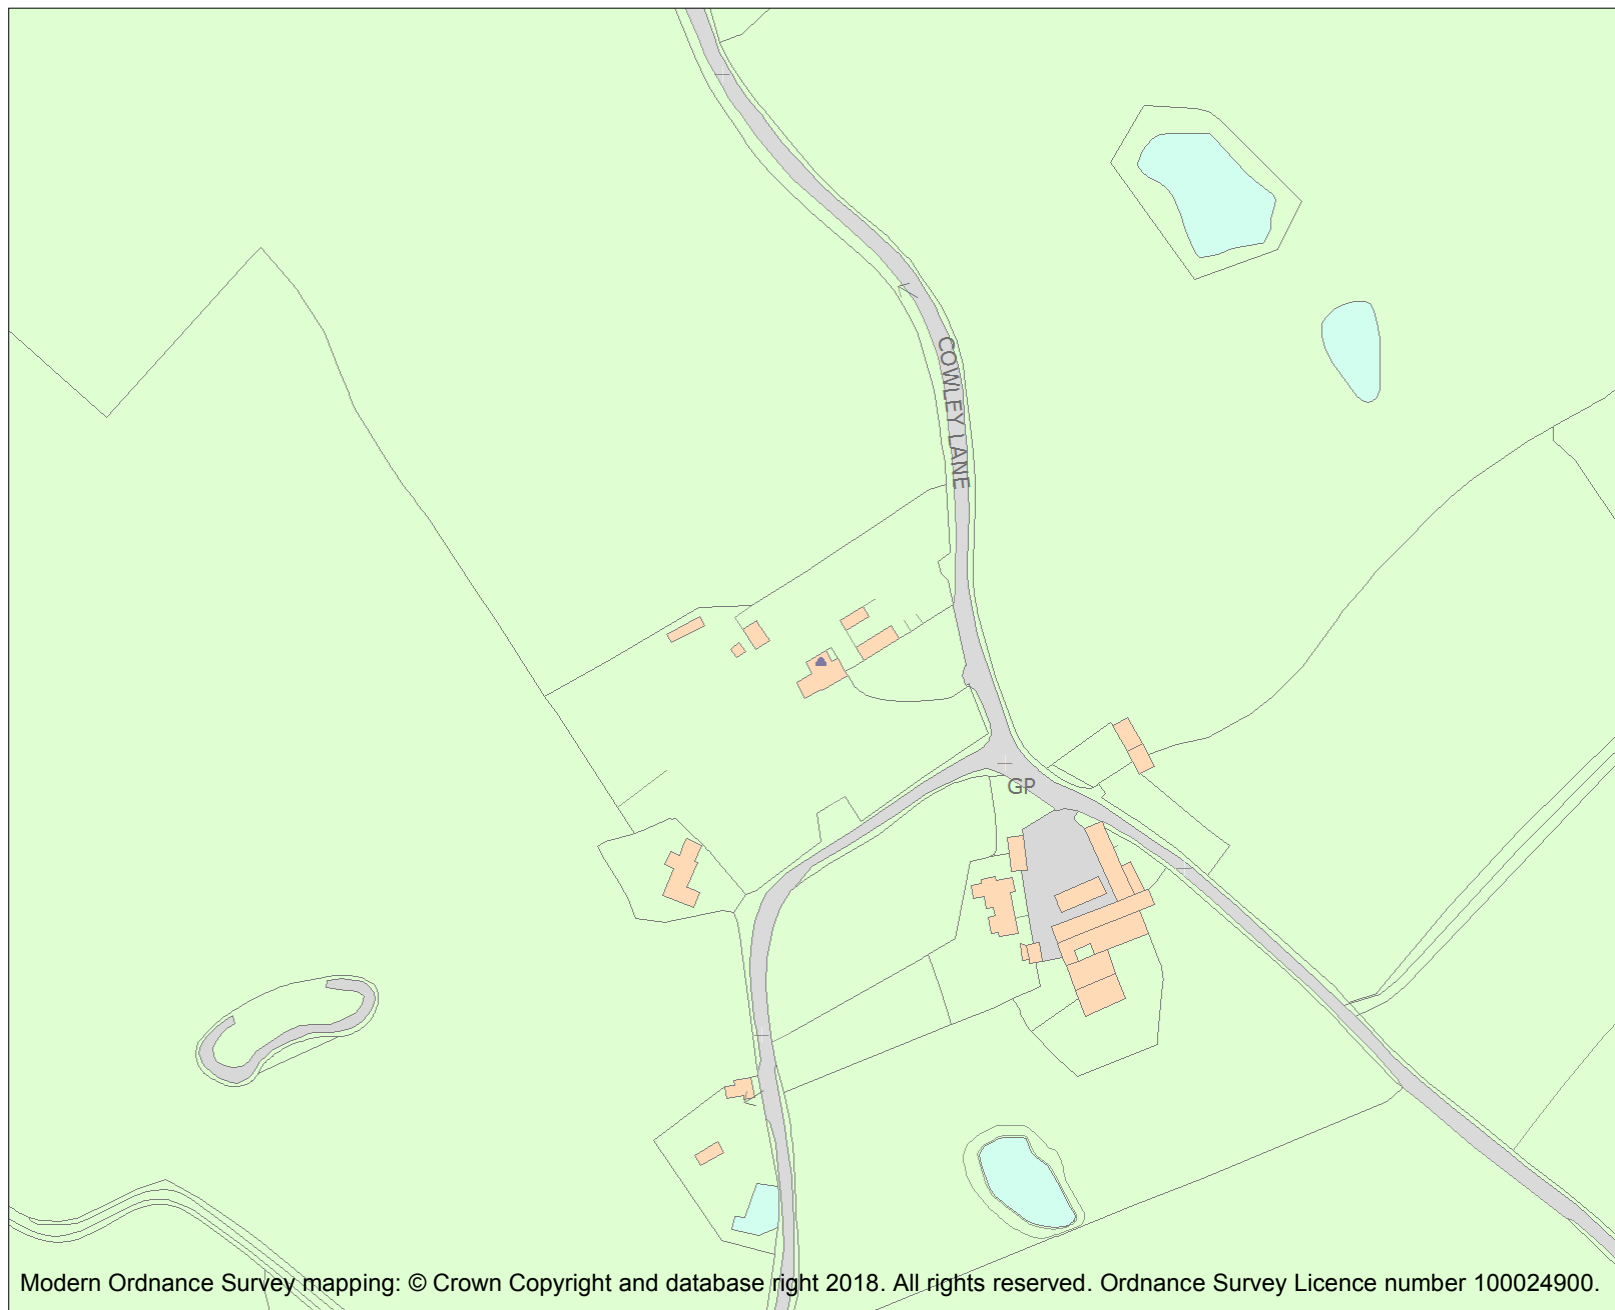 COWLEY LANE
GP
Modern Ordnance Survey mapping: © Crown Copyright and database right 2018. All rights reserved. Ordnance Survey Licence number 100024900.